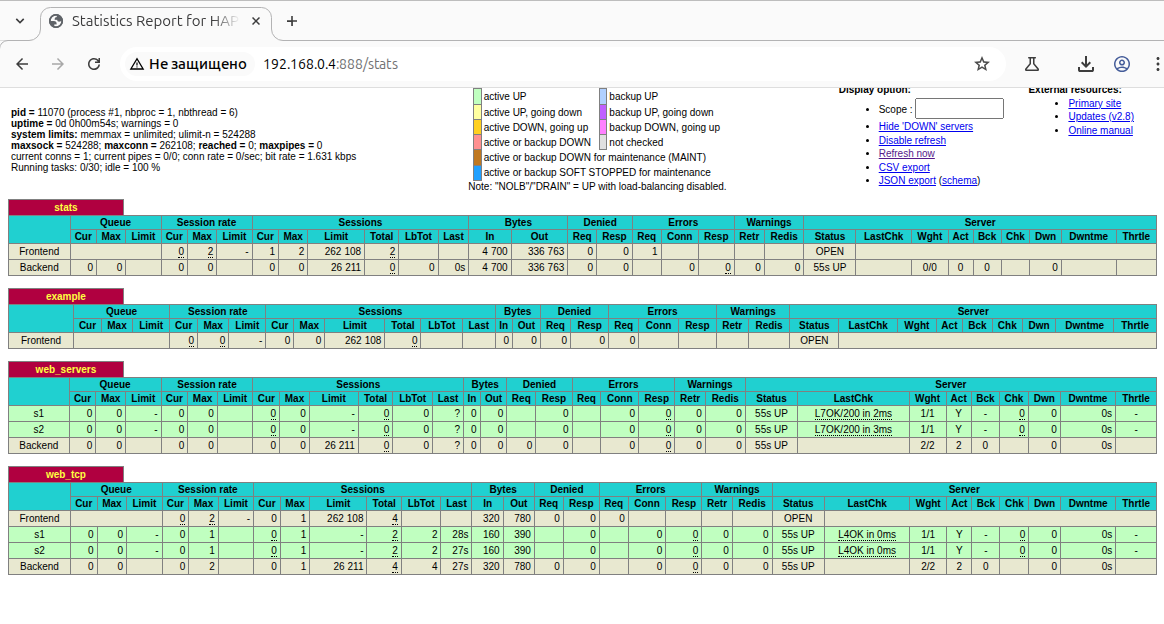 Statistics Report for HAP
Не защищено 192.168.0.4:888/stats
pid = 11070 (process #1, nbproc = 1, nbthread = 6)
uptime = 0d 0h00m54s; warnings = 0
system limits: memmax = unlimited; ulimit-n = 524288
maxsock = 524288; maxconn = 262108; reached = 0; maxpipes = 0
current conns = 1; current pipes = 0/0; conn rate = 0/sec; bit rate = 1.631 kbps
Running tasks: 0/30; idle = 100 %
active UP backup UP
active UP, going down backup UP, going down
active DOWN, going up backup DOWN, going up
active or backup DOWN not checked
active or backup DOWN for maintenance (MAINT)
active or backup SOFT STOPPED for maintenance
Note: "NOLB"/"DRAIN" = UP with load-balancing disabled.
Display option:
Scope :
Hide 'DOWN' servers
Disable refresh
Refresh now
CSV export
JSON export (schema)
External resources:
Primary site
Updates (v2.8)
Online manual
stats
Queue Session rate Sessions Bytes Denied Errors Warnings Server
Cur Max Limit Cur Max Limit Cur Max Limit Total LbTot Last In Out Req Resp Req Conn Resp Retr Redis Status LastChk Wght Act Bck Chk Dwn Dwntme Thrtle
Frontend 0 2 - 1 2 262 108 2 4 700 336 763 0 0 1 OPEN
Backend 0 0 0 0 0 0 26 211 0 0 0s 4 700 336 763 0 0 0 0 0 0 55s UP 0/0 0 0 0
example
Queue Session rate Sessions Bytes Denied Errors Warnings Server
Cur Max Limit Cur Max Limit Cur Max Limit Total LbTot Last In Out Req Resp Req Conn Resp Retr Redis Status LastChk Wght Act Bck Chk Dwn Dwntme Thrtle
Frontend 0 0 - 0 0 262 108 0 0 0 0 0 0 OPEN
web_servers
Queue Session rate Sessions Bytes Denied Errors Warnings Server
Cur Max Limit Cur Max Limit Cur Max Limit Total LbTot Last In Out Req Resp Req Conn Resp Retr Redis Status LastChk Wght Act Bck Chk Dwn Dwntme Thrtle
s1 0 0 - 0 0 0 0 - 0 0 ? 0 0 0 0 0 0 0 55s UP L7OK/200 in 2ms 1/1 Y - 0 0 0s -
s2 0 0 - 0 0 0 0 - 0 0 ? 0 0 0 0 0 0 0 55s UP L7OK/200 in 3ms 1/1 Y - 0 0 0s -
Backend 0 0 0 0 0 0 26 211 0 0 ? 0 0 0 0 0 0 0 0 55s UP 2/2 2 0 0 0s
web_tcp
Queue Session rate Sessions Bytes Denied Errors Warnings Server
Cur Max Limit Cur Max Limit Cur Max Limit Total LbTot Last In Out Req Resp Req Conn Resp Retr Redis Status LastChk Wght Act Bck Chk Dwn Dwntme Thrtle
Frontend 0 2 - 0 1 262 108 4 320 780 0 0 0 OPEN
s1 0 0 - 0 1 0 1 - 2 2 28s 160 390 0 0 0 0 0 55s UP L4OK in 0ms 1/1 Y - 0 0 0s -
s2 0 0 - 0 1 0 1 - 2 2 27s 160 390 0 0 0 0 0 55s UP L4OK in 0ms 1/1 Y - 0 0 0s -
Backend 0 0 0 2 0 1 26 211 4 4 27s 320 780 0 0 0 0 0 0 55s UP 2/2 2 0 0 0s